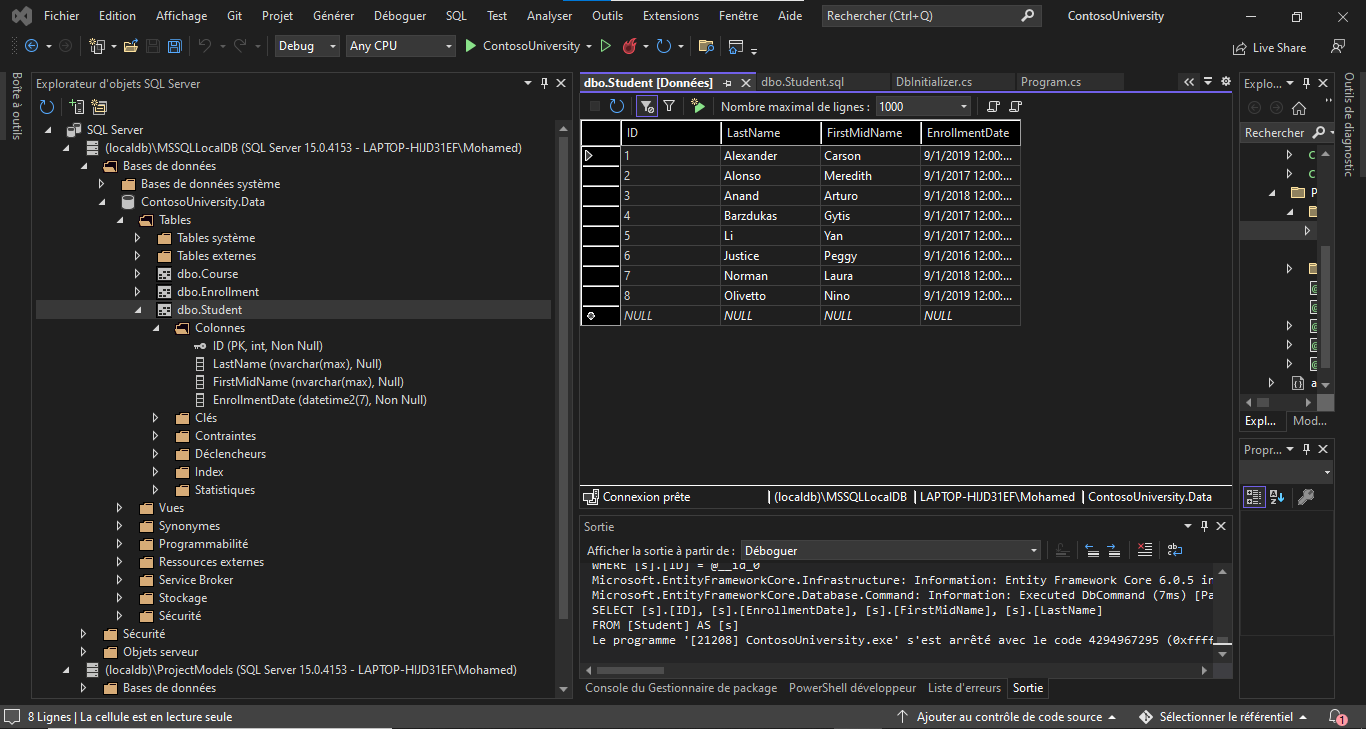 Fichier Edition Affichage Git Projet Générer Déboguer SQL Test Analyser Outils Extensions Fenêtre Aide Rechercher (Ctrl+Q) ContosoUniversity
Debug Any CPU ContosoUniversity Live Share
Boîte à outils
Explorateur d'objets SQL Server
SQL Server
(localdb)\MSSQLLocalDB (SQL Server 15.0.4153 - LAPTOP-HIJD31EF\Mohamed)
Bases de données
Bases de données système
ContosoUniversity.Data
Tables
Tables système
Tables externes
dbo.Course
dbo.Enrollment
dbo.Student
Colonnes
ID (PK, int, Non Null)
LastName (nvarchar(max), Null)
FirstMidName (nvarchar(max), Null)
EnrollmentDate (datetime2(7), Non Null)
Clés
Contraintes
Déclencheurs
Index
Statistiques
Vues
Synonymes
Programmabilité
Ressources externes
Service Broker
Stockage
Sécurité
Sécurité
Objets serveur
(localdb)\ProjectModels (SQL Server 15.0.4153 - LAPTOP-HIJD31EF\Mohamed)
Bases de données
dbo.Student [Données] dbo.Student.sql DbInitializer.cs Program.cs
Nombre maximal de lignes : 1000
ID LastName FirstMidName EnrollmentDate
1 Alexander Carson 9/1/2019 12:00:...
2 Alonso Meredith 9/1/2017 12:00:...
3 Anand Arturo 9/1/2018 12:00:...
4 Barzdukas Gytis 9/1/2017 12:00:...
5 Li Yan 9/1/2017 12:00:...
6 Justice Peggy 9/1/2016 12:00:...
7 Norman Laura 9/1/2018 12:00:...
8 Olivetto Nino 9/1/2019 12:00:...
NULL NULL NULL NULL
Connexion prête | (localdb)\MSSQLLocalDB | LAPTOP-HIJD31EF\Mohamed | ContosoUniversity.Data
Sortie
Afficher la sortie à partir de : Déboguer
WHERE [s].[ID] = @__id_0
Microsoft.EntityFrameworkCore.Infrastructure: Information: Entity Framework Core 6.0.5 in
Microsoft.EntityFrameworkCore.Database.Command: Information: Executed DbCommand (7ms) [Pa
SELECT [s].[ID], [s].[EnrollmentDate], [s].[FirstMidName], [s].[LastName]
FROM [Student] AS [s]
Le programme '[21208] ContosoUniversity.exe' s'est arrêté avec le code 4294967295 (0xffff
Console du Gestionnaire de package PowerShell développeur Liste d'erreurs Sortie
Explo...
Rechercher
C
C
P
a
Expl... Mod...
Propr...
Outils de diagnostic
8 Lignes | La cellule est en lecture seule Ajouter au contrôle de code source Sélectionner le référentiel 1